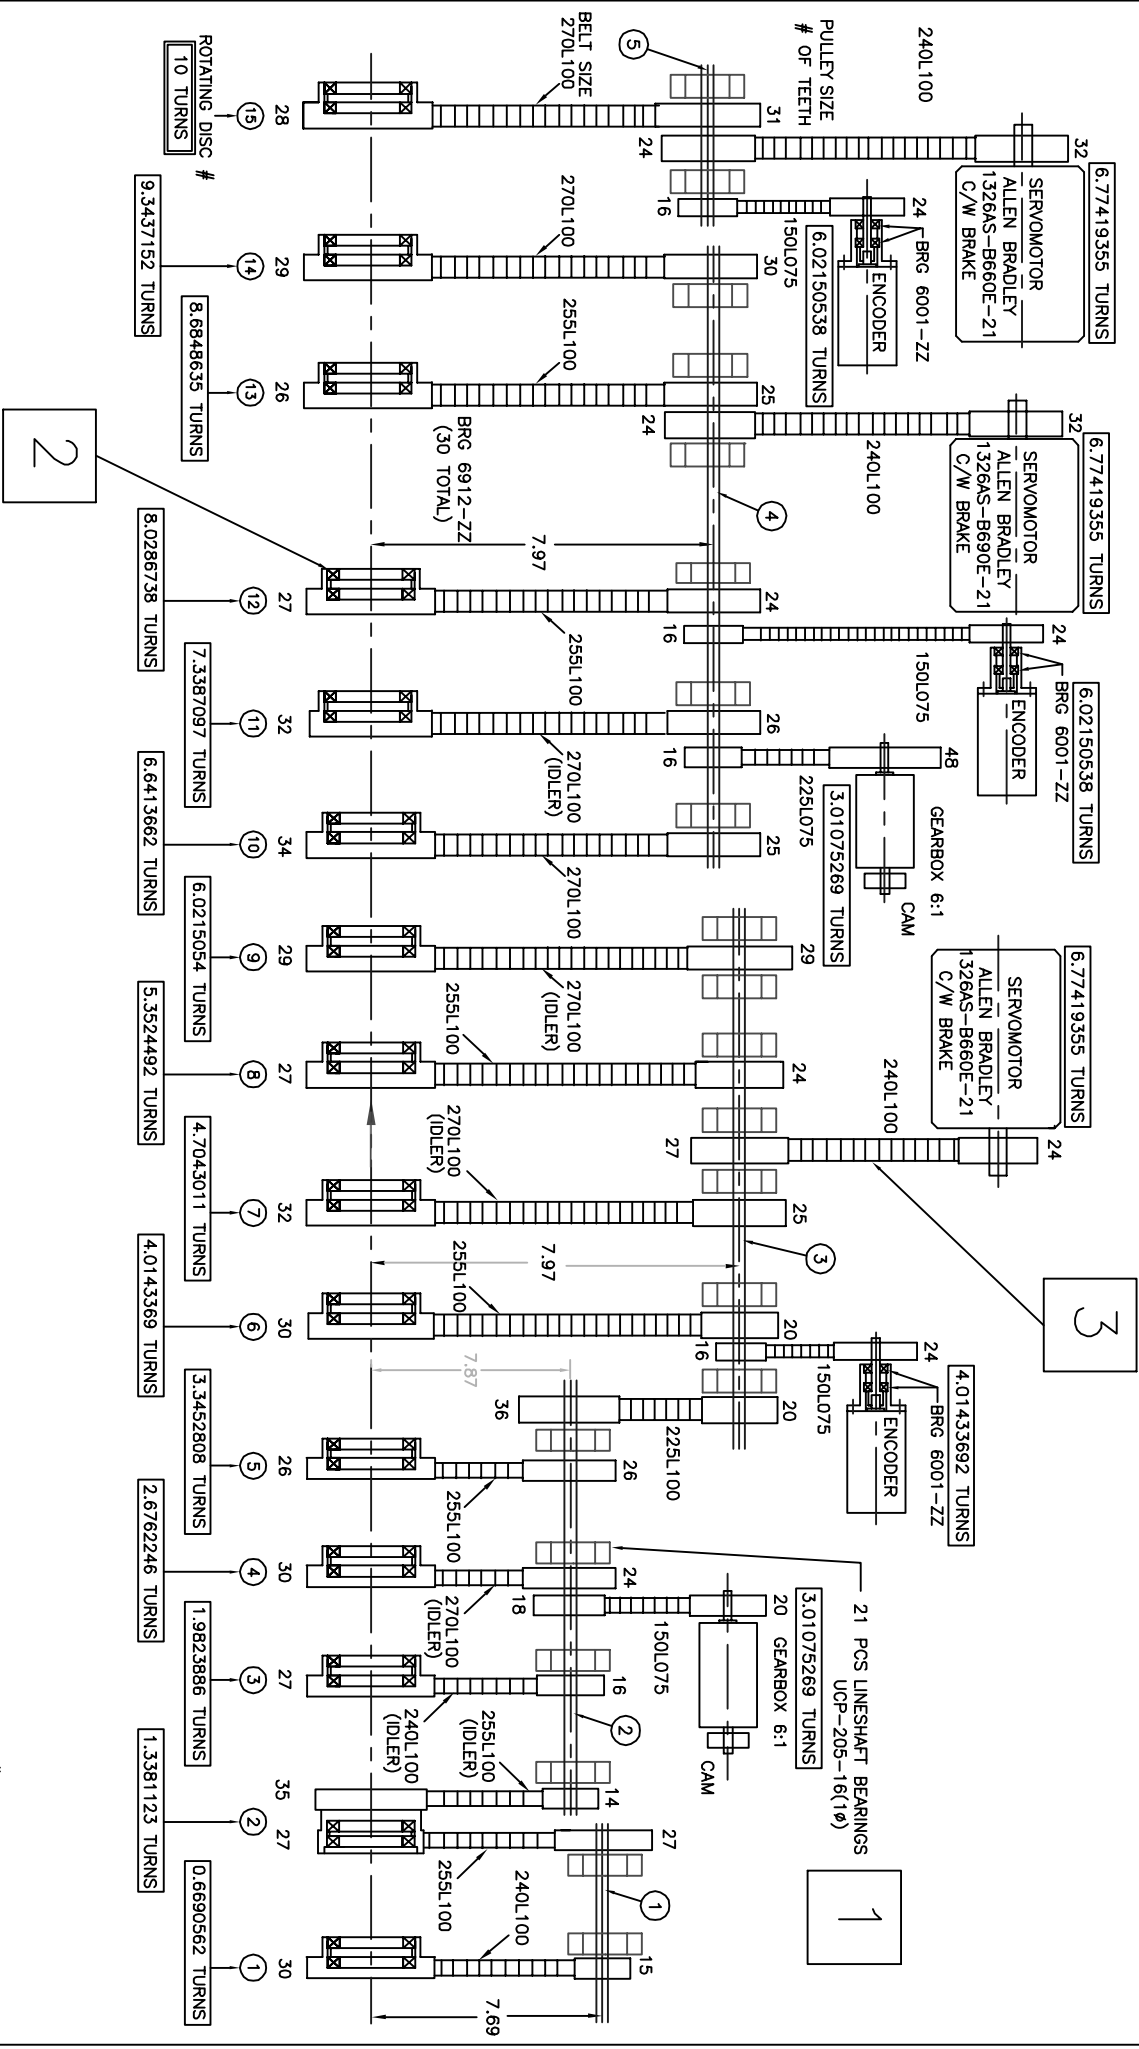 240L100
PULLEY SIZE
# OF TEETH
5
BELT SIZE
270L100
ROTATING DISC #
10 TURNS
15
28
31
24
32
6.77419355 TURNS
SERVOMOTOR
ALLEN BRADLEY
1326AS-B660E-21
C/W BRAKE
16
24
150L075
BRG 6001-ZZ
6.02150538 TURNS
ENCODER
9.3437152 TURNS
14
29
270L100
30
8.6848635 TURNS
13
26
255L100
25
24
32
240L100
6.77419355 TURNS
SERVOMOTOR
ALLEN BRADLEY
1326AS-B690E-21
C/W BRAKE
BRG 6912-ZZ
(30 TOTAL)
4
7.97
2
8.0286738 TURNS
12
27
255L100
24
16
24
150L075
BRG 6001-ZZ
6.02150538 TURNS
ENCODER
7.3387097 TURNS
11
32
270L100
(IDLER)
26
16
48
225L075
3.01075269 TURNS
GEARBOX 6:1
CAM
6.6413662 TURNS
10
34
270L100
25
6.0215054 TURNS
9
29
270L100
(IDLER)
29
5.3524492 TURNS
8
27
255L100
24
6.77419355 TURNS
SERVOMOTOR
ALLEN BRADLEY
1326AS-B660E-21
C/W BRAKE
240L100
24
27
4.7043011 TURNS
7
32
270L100
(IDLER)
25
3
7.97
3
4.0143369 TURNS
6
30
255L100
20
16
24
150L075
BRG 6001-ZZ
4.01433692 TURNS
ENCODER
7.87
36
20
225L100
3.3452808 TURNS
5
26
255L100
26
2.6762246 TURNS
4
30
270L100
(IDLER)
24
18
20
150L075
3.01075269 TURNS
GEARBOX 6:1
CAM
21 PCS LINESHAFT BEARINGS
UCP-205-16(1ø)
1
1.9823886 TURNS
3
27
240L100
(IDLER)
16
2
255L100
(IDLER)
14
1.3381123 TURNS
2
35
27
255L100
27
1
0.6690562 TURNS
1
30
240L100
15
7.69